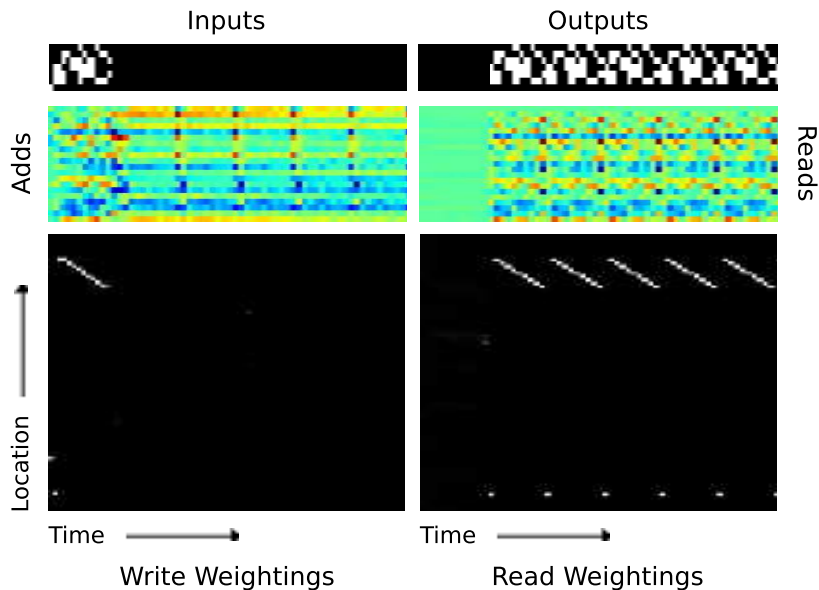 Inputs
Outputs
Adds
Reads
Location
Time
Time
Write Weightings
Read Weightings